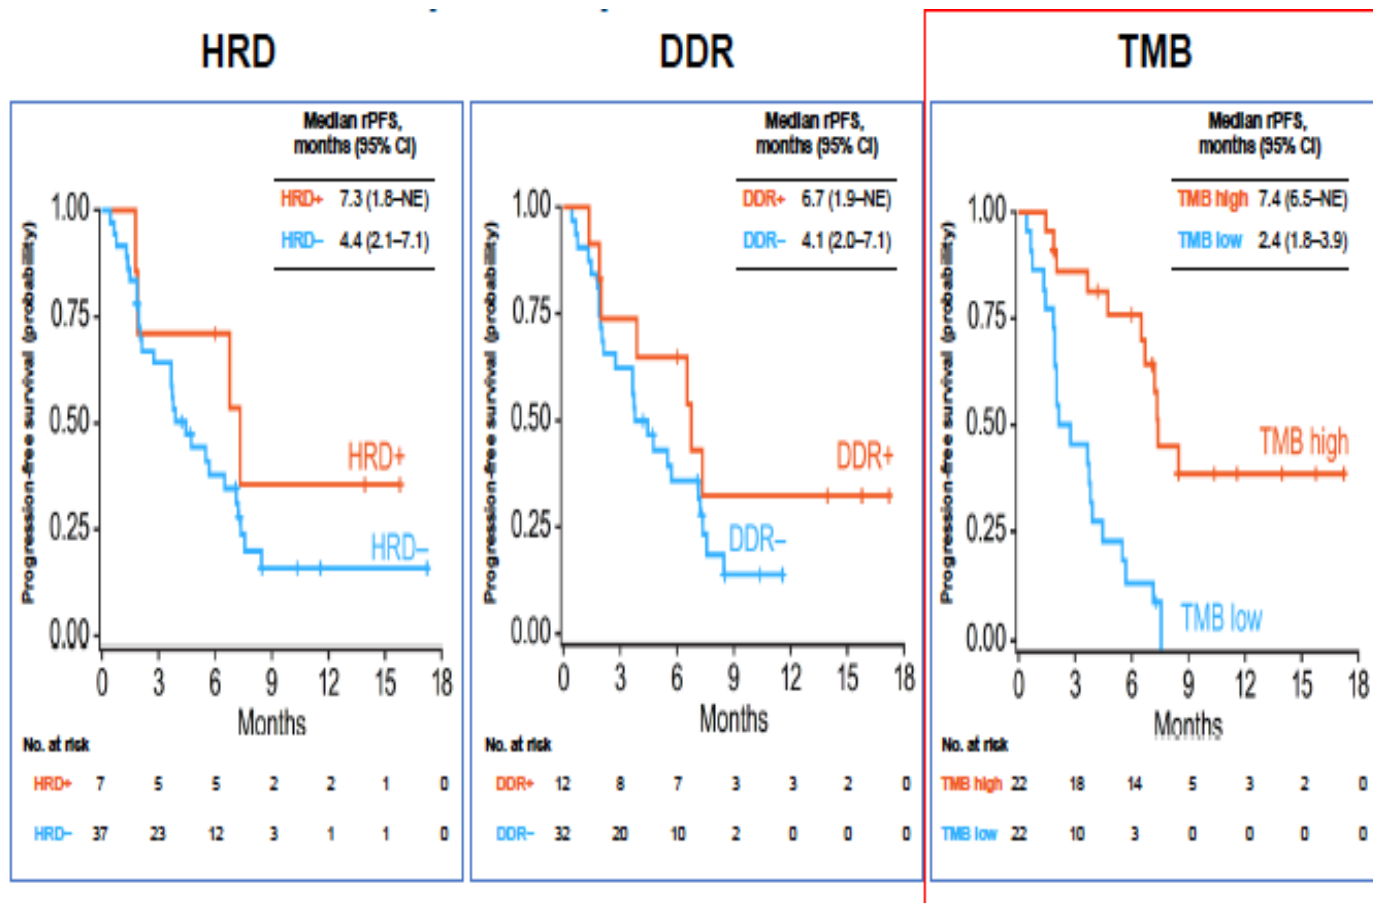 HRD
Median rPFS,
months (95% CI)
HRD+ 7.3 (1.8–NE)
HRD– 4.4 (2.1–7.1)
Progression-free survival (probability)
1.00
0.75
0.50
0.25
0.00
HRD+
HRD–
0 3 6 9 12 15 18
Months
No. at risk
HRD+ 7 5 5 2 2 1 0
HRD– 37 23 12 3 1 1 0
DDR
Median rPFS,
months (95% CI)
DDR+ 6.7 (1.9–NE)
DDR– 4.1 (2.0–7.1)
Progression-free survival (probability)
1.00
0.75
0.50
0.25
0.00
DDR+
DDR–
0 3 6 9 12 15 18
Months
No. at risk
DDR+ 12 8 7 3 3 2 0
DDR– 32 20 10 2 0 0 0
TMB
Median rPFS,
months (95% CI)
TMB high 7.4 (6.5–NE)
TMB low 2.4 (1.8–3.9)
Progression-free survival (probability)
1.00
0.75
0.50
0.25
0.00
TMB high
TMB low
0 3 6 9 12 15 18
Months
No. at risk
TMB high 22 18 14 5 3 2 0
TMB low 22 10 3 0 0 0 0